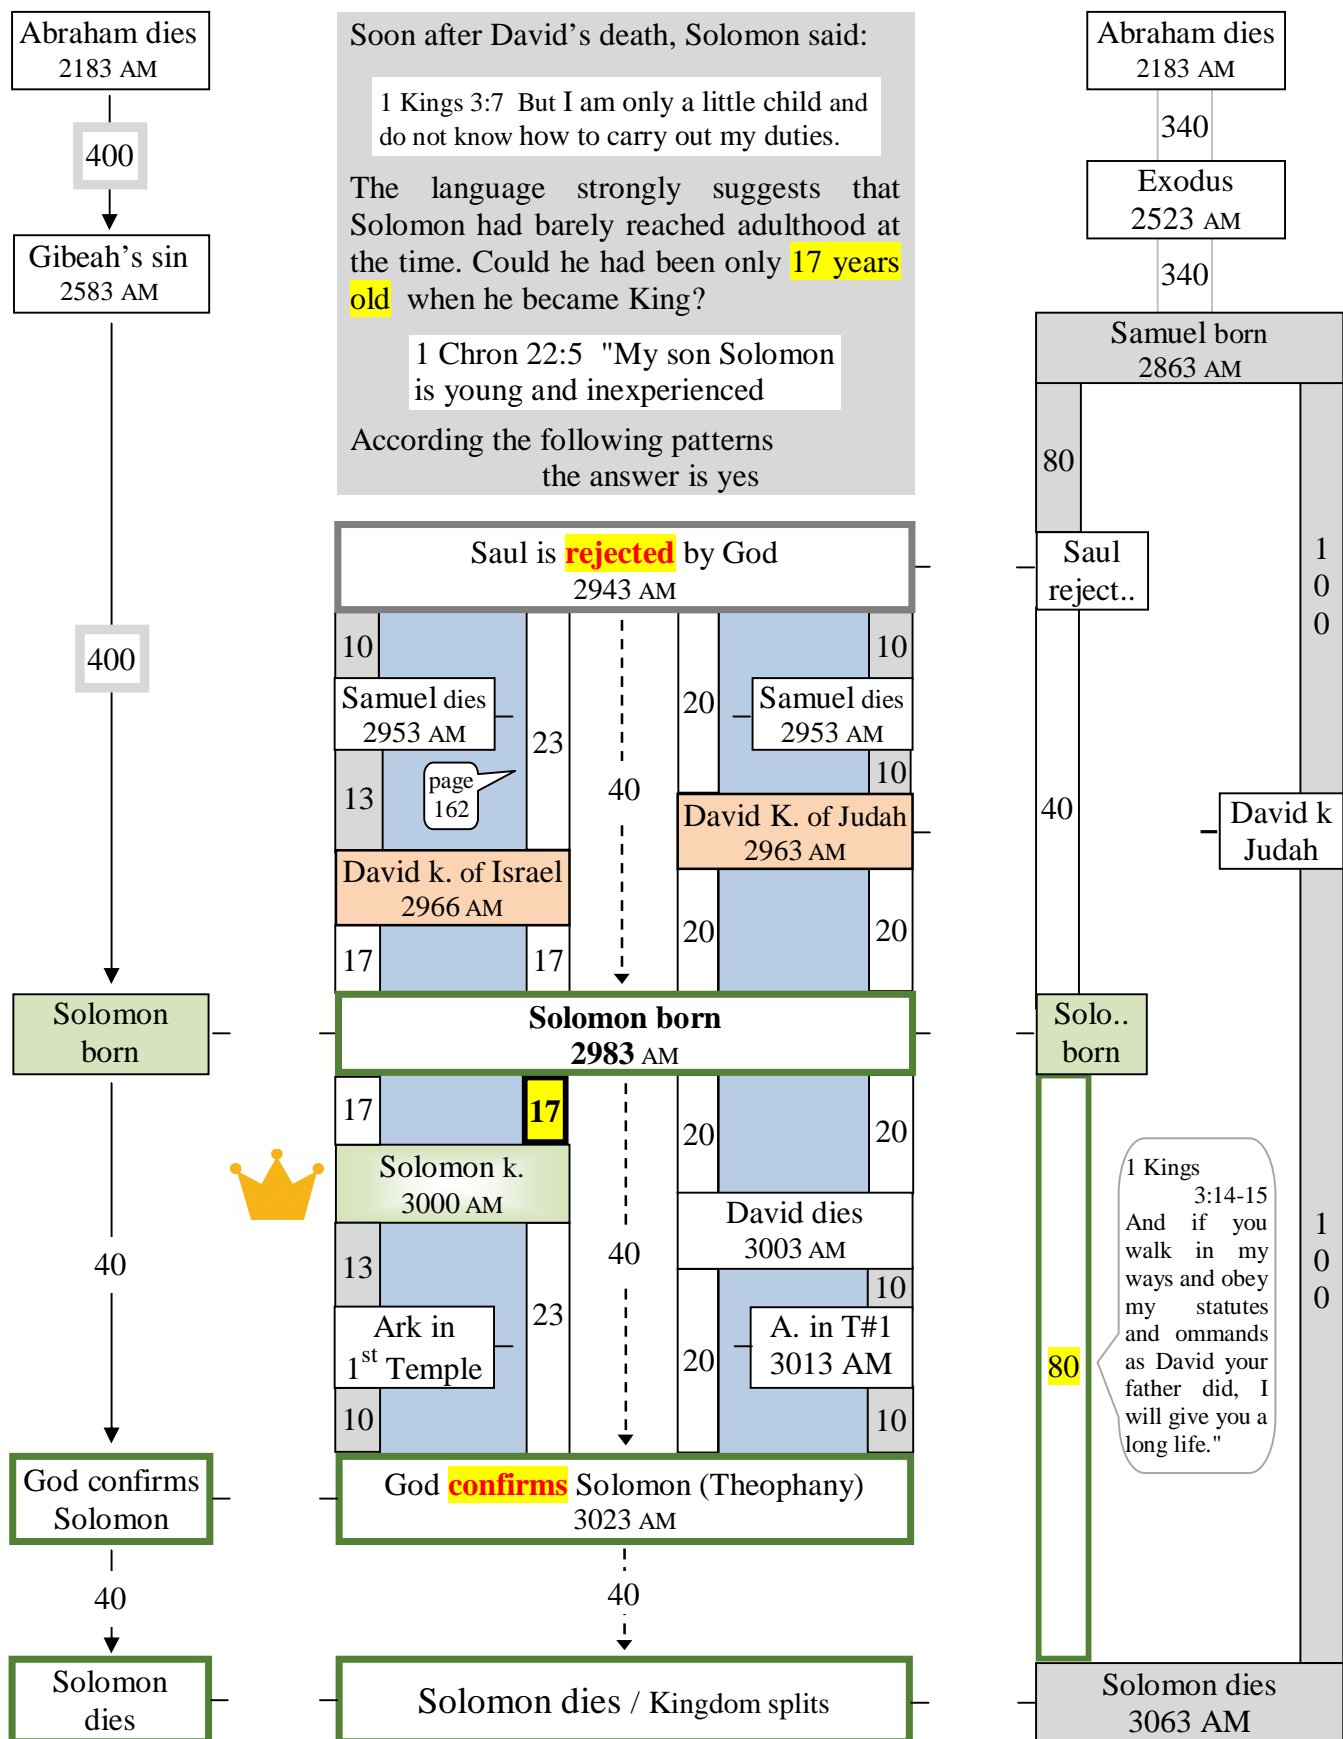 Abraham dies
2183 AM
400
Gibeah's sin
2583 AM
400
Solomon
born
40
God confirms
Solomon
40
Solomon
dies
Soon after David's death, Solomon said:
1 Kings 3:7 But I am only a little child and
do not know how to carry out my duties.
The language strongly suggests that
Solomon had barely reached adulthood at
the time. Could he had been only 17 years
old when he became King?
1 Chron 22:5 "My son Solomon
is young and inexperienced
According the following patterns
the answer is yes
Saul is rejected by God
2943 AM
10
Samuel dies
2953 AM
13
23
page
162
David k. of Israel
2966 AM
17
17
40
20
10
Samuel dies
2953 AM
10
David K. of Judah
2963 AM
20
20
Solomon born
2983 AM
17
17
Solomon k.
3000 AM
13
23
Ark in
1st Temple
10
40
20
20
David dies
3003 AM
10
20
A. in T#1
3013 AM
10
God confirms Solomon (Theophany)
3023 AM
40
Solomon dies / Kingdom splits
Abraham dies
2183 AM
340
Exodus
2523 AM
340
Samuel born
2863 AM
80
Saul
reject..
40
1
0
0
David k
Judah
Solo..
born
80
1 Kings
3:14-15
And if you
walk in my
ways and obey
my statutes
and ommands
as David your
father did, I
will give you a
long life."
1
0
0
Solomon dies
3063 AM